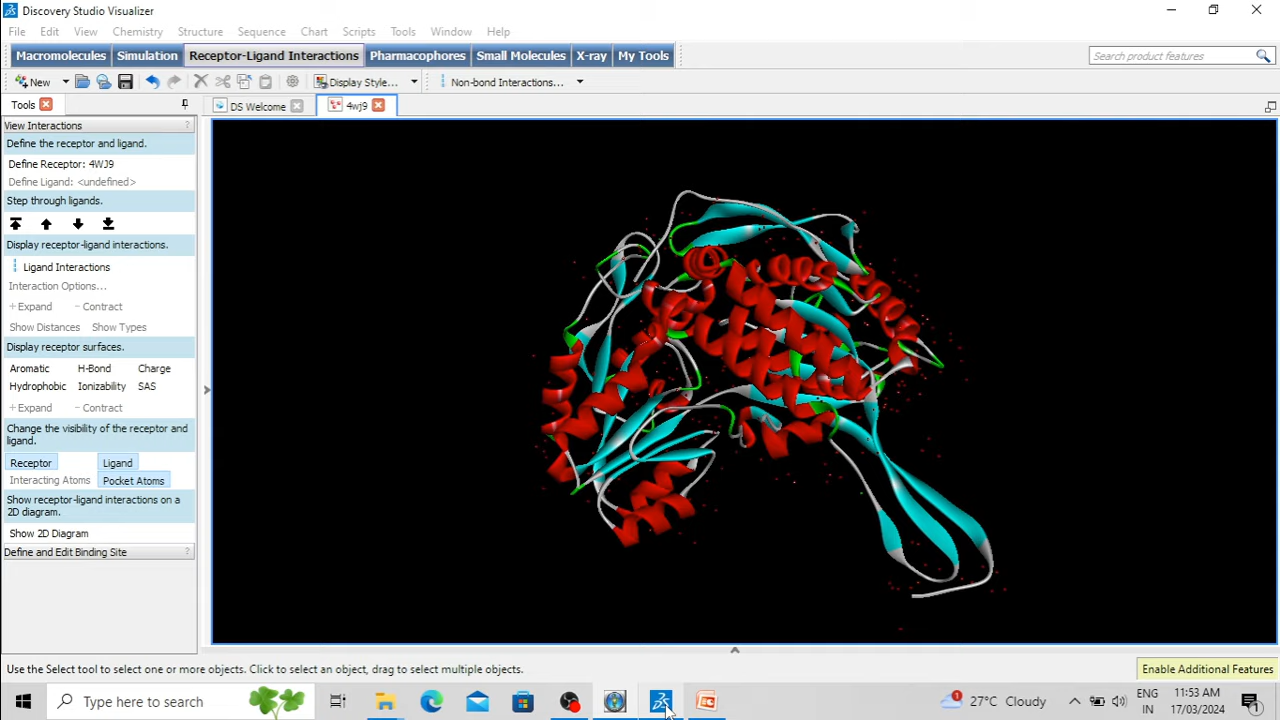 Discovery Studio Visualizer
File Edit View Chemistry Structure Sequence Chart Scripts Tools Window Help
Macromolecules Simulation Receptor-Ligand Interactions Pharmacophores Small Molecules X-ray My Tools Search product features
New Display Style... Non-bond Interactions...
Tools DS Welcome 4wj9
View Interactions ?
Define the receptor and ligand.
Define Receptor: 4WJ9
Define Ligand: <undefined>
Step through ligands.
Display receptor-ligand interactions.
Ligand Interactions
Interaction Options...
+ Expand - Contract
Show Distances Show Types
Display receptor surfaces.
Aromatic H-Bond Charge
Hydrophobic Ionizability SAS
+ Expand - Contract
Change the visibility of the receptor and
ligand.
Receptor Ligand
Interacting Atoms Pocket Atoms
Show receptor-ligand interactions on a
2D diagram.
Show 2D Diagram
Define and Edit Binding Site ?
Use the Select tool to select one or more objects. Click to select an object, drag to select multiple objects. Enable Additional Features
Type here to search 27°C Cloudy ENG 11:53 AM
IN 17/03/2024